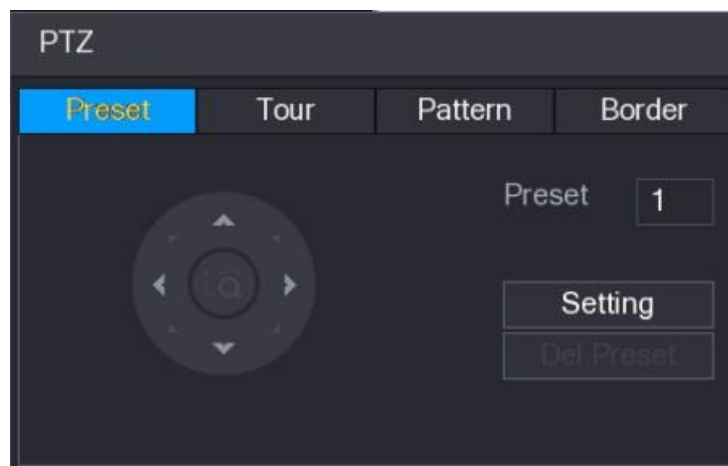 PTZ
Preset Tour Pattern Border
Preset 1
Setting
Del Preset